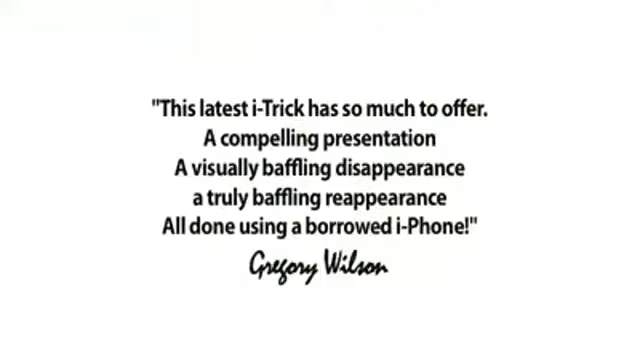 "This latest i-Trick has so much to offer.
A compelling presentation
A visually baffling disappearance
a truly baffling reappearance
All done using a borrowed i-Phone!"
Gregory Wilson